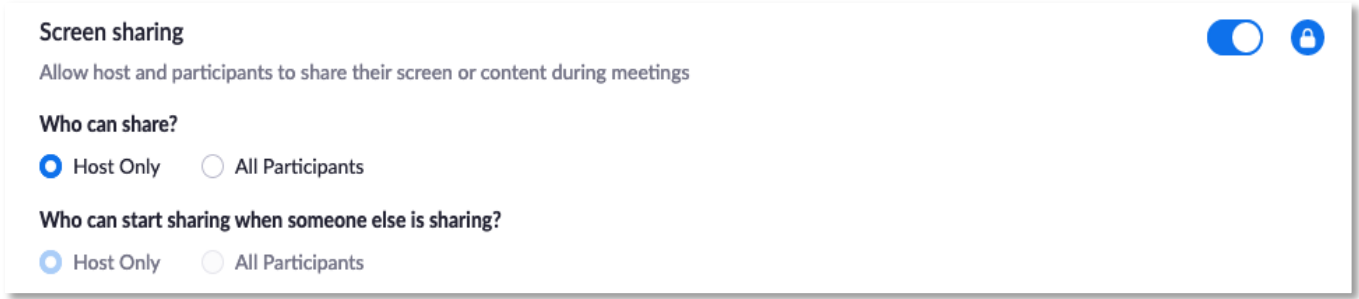 Screen sharing
Allow host and participants to share their screen or content during meetings
Who can share?
Host Only All Participants
Who can start sharing when someone else is sharing?
Host Only All Participants